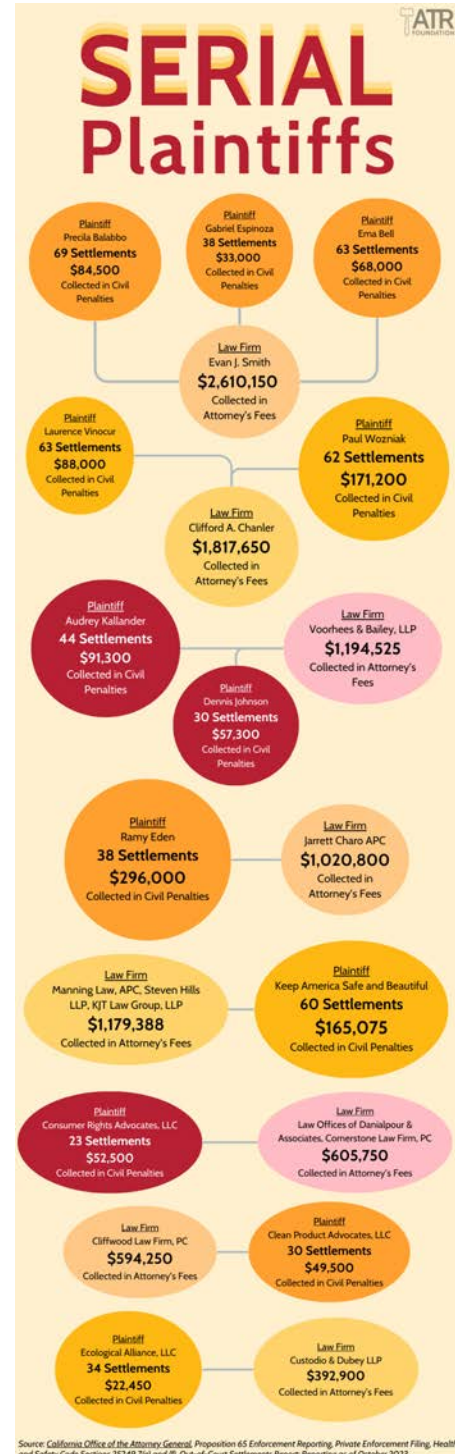 ATR
FOUNDATION
SERIAL
Plaintiffs
Plaintiff
Precila Balabbo
69 Settlements
$84,500
Collected in Civil
Penalties
Plaintiff
Gabriel Espinoza
38 Settlements
$33,000
Collected in Civil
Penalties
Plaintiff
Ema Bell
63 Settlements
$68,000
Collected in Civil
Penalties
Law Firm
Evan J. Smith
$2,610,150
Collected in
Attorney's Fees
Plaintiff
Laurence Vinocur
63 Settlements
$88,000
Collected in Civil
Penalties
Plaintiff
Paul Wozniak
62 Settlements
$171,200
Collected in Civil
Penalties
Law Firm
Clifford A. Chanler
$1,817,650
Collected in
Attorney's Fees
Plaintiff
Audrey Kallander
44 Settlements
$91,300
Collected in Civil
Penalties
Law Firm
Voorhees & Bailey, LLP
$1,194,525
Collected in Attorney's
Fees
Plaintiff
Dennis Johnson
30 Settlements
$57,300
Collected in Civil
Penalties
Plaintiff
Ramy Eden
38 Settlements
$296,000
Collected in Civil Penalties
Law Firm
Jarrett Charo APC
$1,020,800
Collected in
Attorney's Fees
Law Firm
Manning Law, APC, Steven Hills
LLP, KJT Law Group, LLP
$1,179,388
Collected in Attorney's Fees
Plaintiff
Keep America Safe and Beautiful
60 Settlements
$165,075
Collected in Civil Penalties
Plaintiff
Consumer Rights Advocates, LLC
23 Settlements
$52,500
Collected in Civil Penalties
Law Firm
Law Offices of Danialpour &
Associates, Cornerstone Law Firm, PC
$605,750
Collected in Attorney's Fees
Law Firm
Cliffwood Law Firm, PC
$594,250
Collected in Attorney's Fees
Plaintiff
Clean Product Advocates, LLC
30 Settlements
$49,500
Collected in Civil Penalties
Plaintiff
Ecological Alliance, LLC
34 Settlements
$22,450
Collected in Civil Penalties
Law Firm
Custodio & Dubey LLP
$392,900
Collected in Attorney's Fees
Source: California Office of the Attorney General, Proposition 65 Enforcement Reporting, Private Enforcement Filing, Health